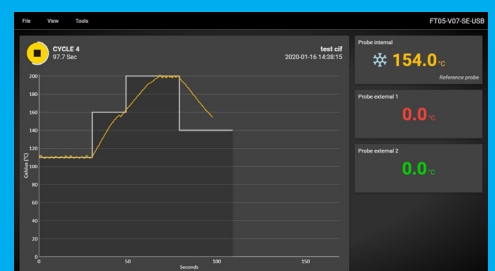 File View Tools FT05-V07-SE-USB
CYCLE 4
97.7 Sec
test cif
2020-01-16 14:38:15
200
180
160
140
120
100
80
60
40
20
0
Celsius (°C)
50 100 150
Seconds
Probe internal
154.0 °C
Reference probe
Probe external 1
0.0 °C
Probe external 2
0.0 °C